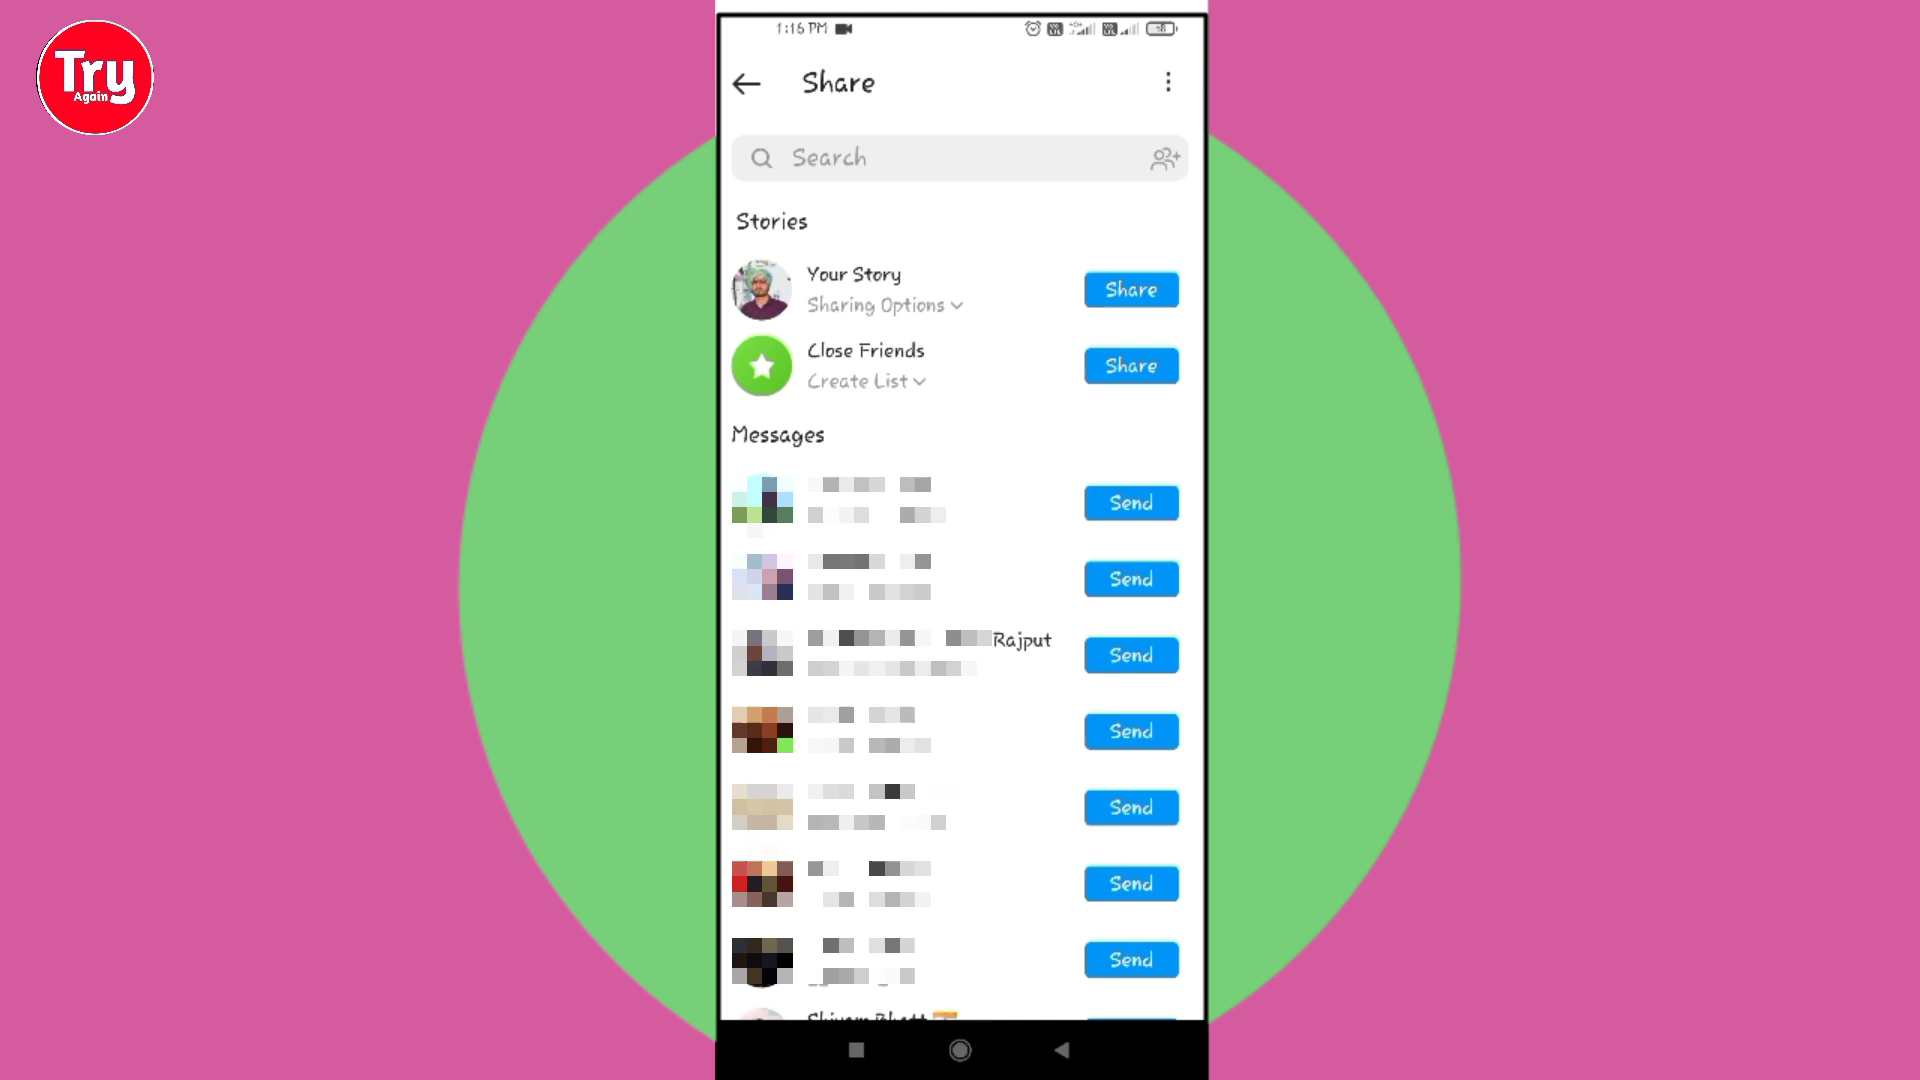 Try
Again
1:16 PM
Share
Search
Stories
Your Story
Sharing Options
Share
Close Friends
Create List
Share
Messages
Send
Send
Rajput
Send
Send
Send
Send
Send